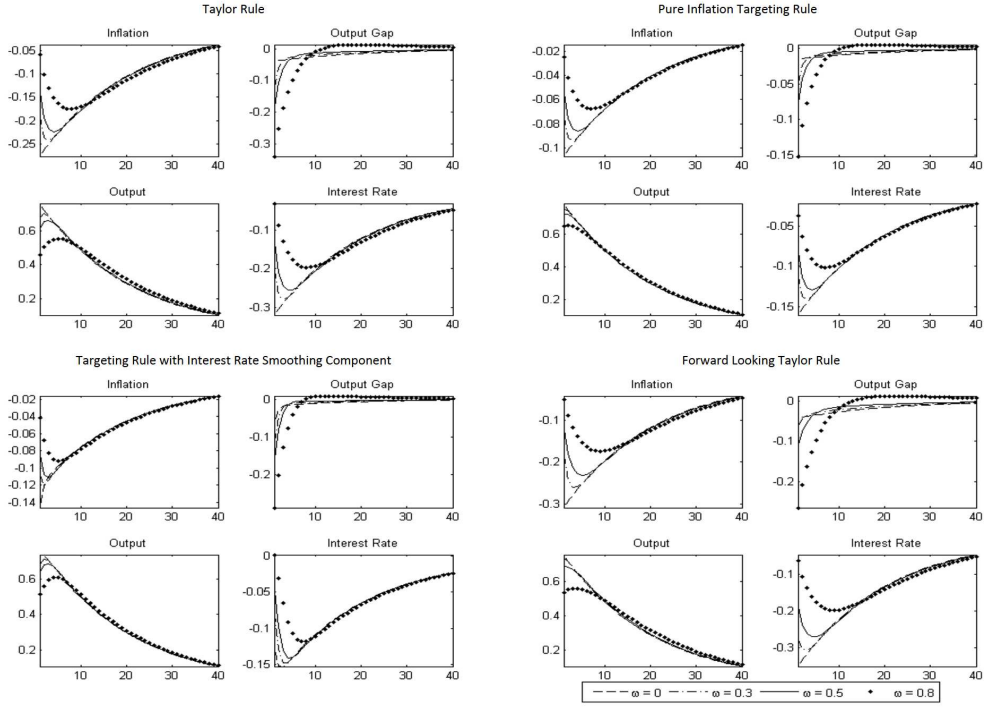 Taylor Rule
Inflation
-0.05
-0.1
-0.15
-0.2
-0.25
10 20 30 40
Output Gap
0
-0.1
-0.2
-0.3
10 20 30 40
Output
0.6
0.4
0.2
10 20 30 40
Interest Rate
-0.1
-0.2
-0.3
10 20 30 40
Pure Inflation Targeting Rule
Inflation
-0.02
-0.04
-0.06
-0.08
-0.1
10 20 30 40
Output Gap
0
-0.05
-0.1
-0.15
10 20 30 40
Output
0.6
0.4
0.2
10 20 30 40
Interest Rate
-0.05
-0.1
-0.15
10 20 30 40
Targeting Rule with Interest Rate Smoothing Component
Inflation
-0.02
-0.04
-0.06
-0.08
-0.1
-0.12
-0.14
10 20 30 40
Output Gap
0
-0.1
-0.2
10 20 30 40
Output
0.6
0.4
0.2
10 20 30 40
Interest Rate
0
-0.05
-0.1
-0.15
10 20 30 40
Forward Looking Taylor Rule
Inflation
-0.1
-0.2
-0.3
10 20 30 40
Output Gap
0
-0.1
-0.2
10 20 30 40
Output
0.6
0.4
0.2
10 20 30 40
Interest Rate
-0.1
-0.2
-0.3
10 20 30 40
ω = 0 ω = 0.3 ω = 0.5 ω = 0.8